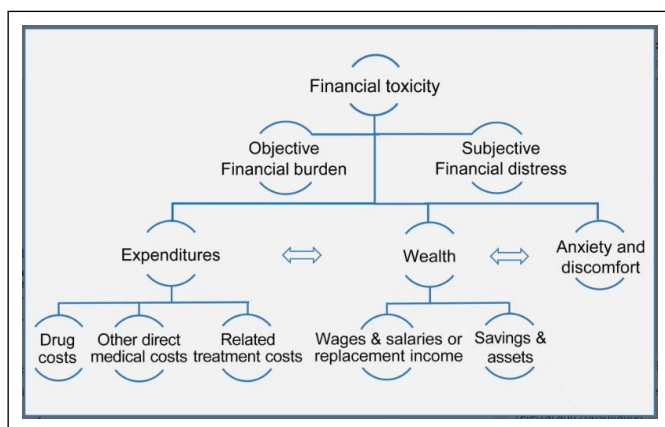 Financial toxicity
Objective
Financial burden
Subjective
Financial distress
Expenditures
Wealth
Anxiety and
discomfort
Drug
costs
Other direct
medical costs
Related
treatment costs
Wages & salaries or
replacement income
Savings &
assets